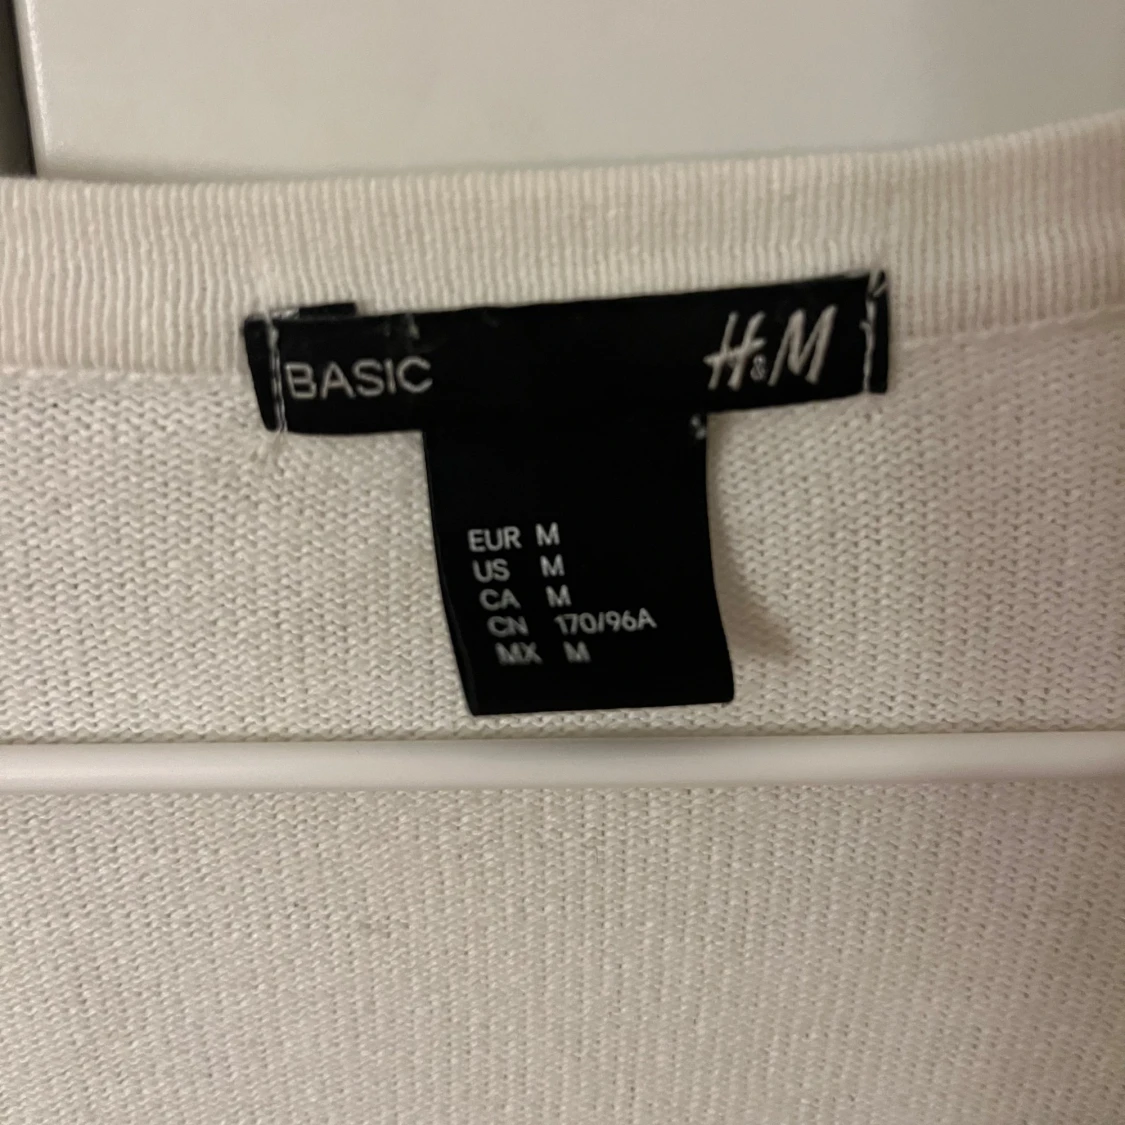 BASIC H&M
EUR M
US M
CA M
CN 170/96A
MX M